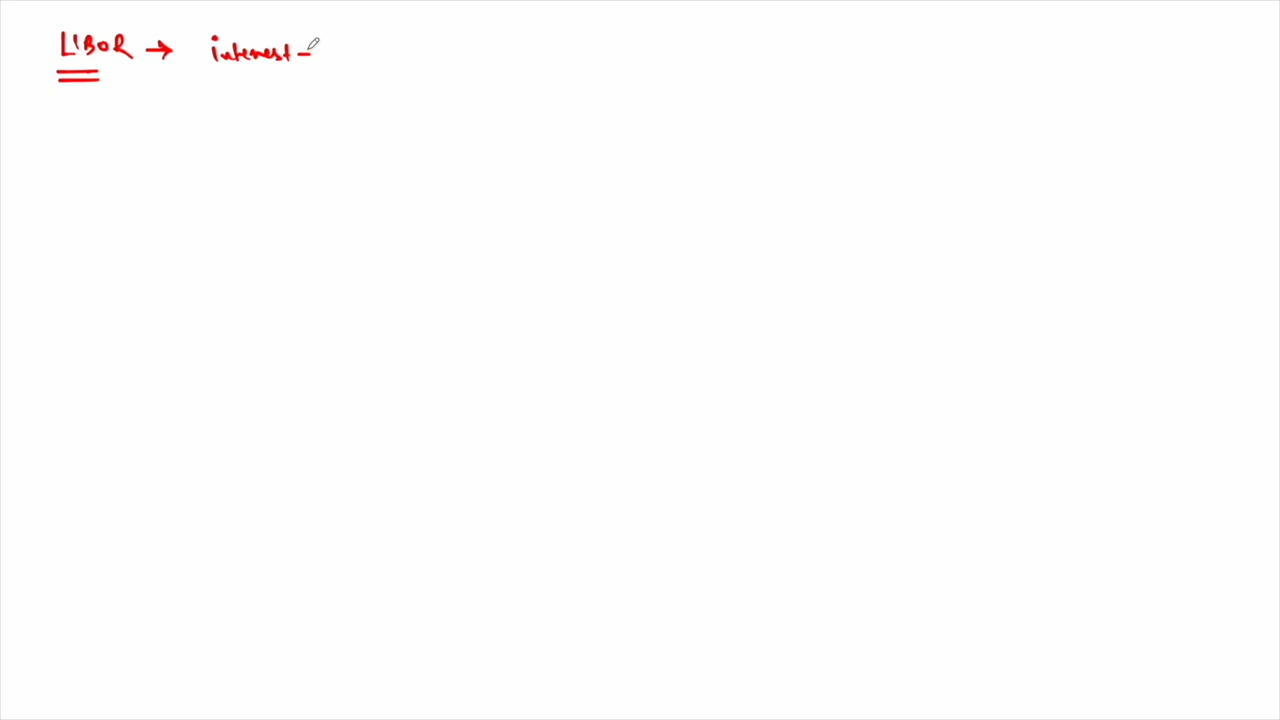 LIBOR → interest -